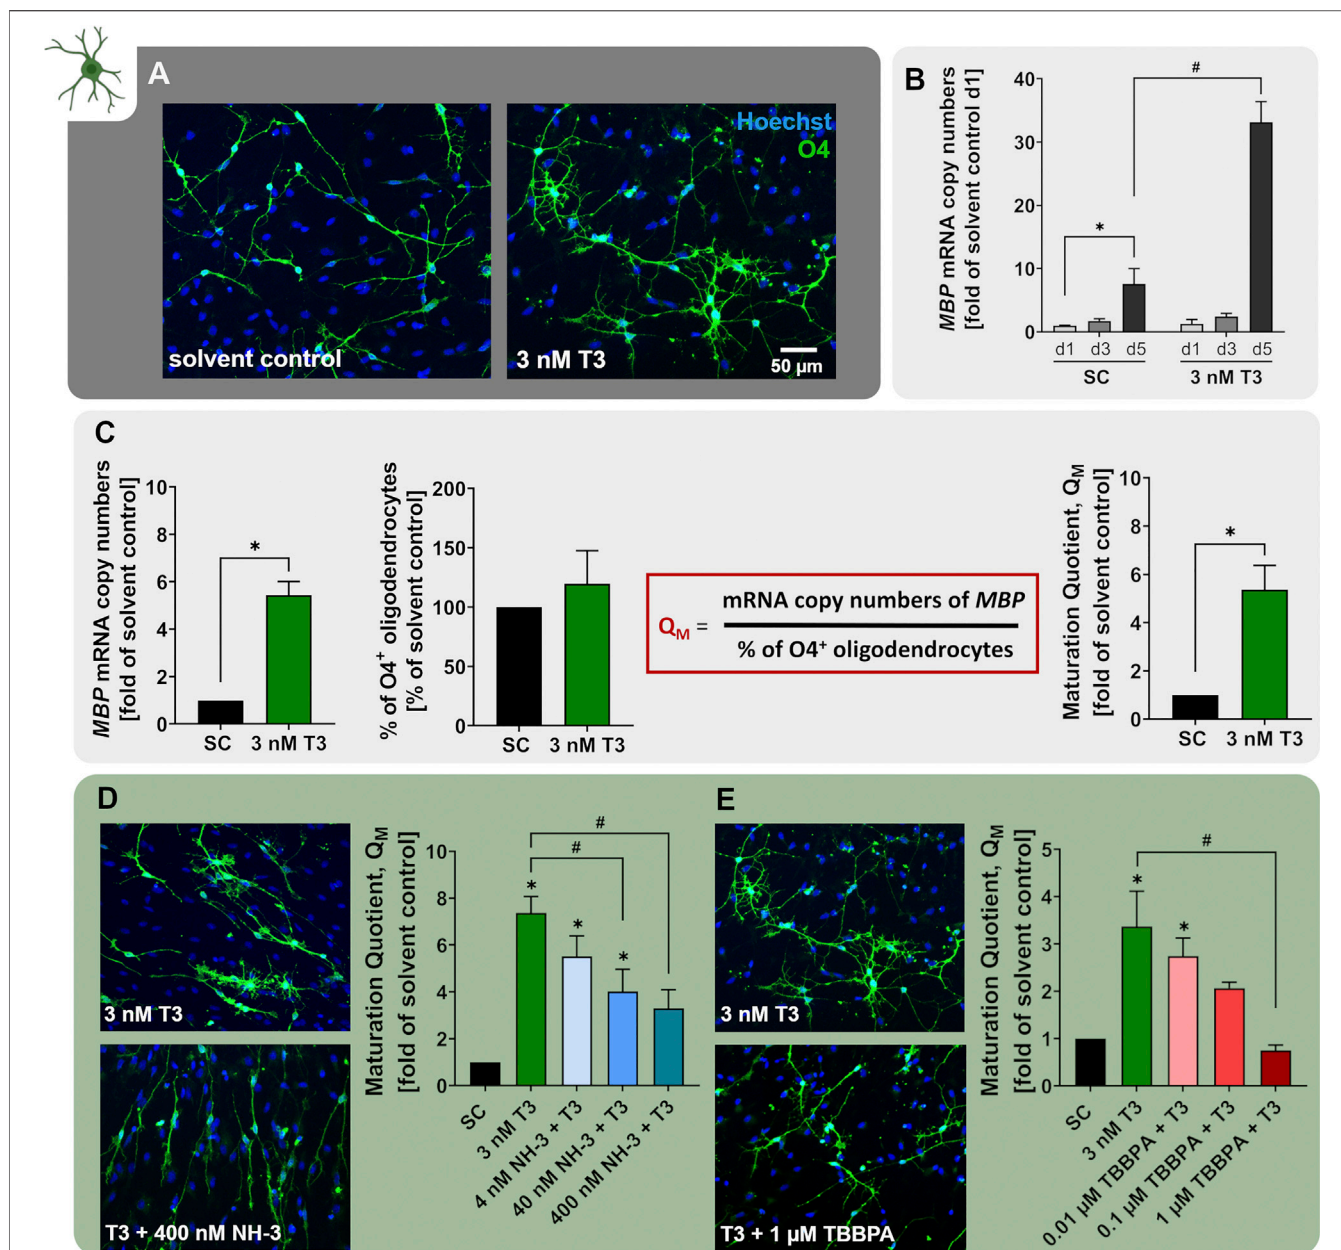 A
Hoechst
O4
solvent control
3 nM T3
50 µm
B
MBP mRNA copy numbers
[fold of solvent control d1]
40
30
20
10
0
#
*
d1 d3 d5 d1 d3 d5
SC 3 nM T3
C
MBP mRNA copy numbers
[fold of solvent control]
10
8
6
4
2
0
*
SC 3 nM T3
% of O4+ oligodendrocytes
[% of solvent control]
200
150
100
50
0
SC 3 nM T3
QM = mRNA copy numbers of MBP
% of O4+ oligodendrocytes
Maturation Quotient, QM
[fold of solvent control]
10
8
6
4
2
0
*
SC 3 nM T3
D
3 nM T3
T3 + 400 nM NH-3
Maturation Quotient, QM
[fold of solvent control]
10
8
6
4
2
0
#
#
* * *
SC
3 nM T3
4 nM NH-3 + T3
40 nM NH-3 + T3
400 nM NH-3 + T3
E
3 nM T3
T3 + 1 µM TBBPA
Maturation Quotient, QM
[fold of solvent control]
5
4
3
2
1
0
#
* *
SC
3 nM T3
0.01 µM TBBPA + T3
0.1 µM TBBPA + T3
1 µM TBBPA + T3